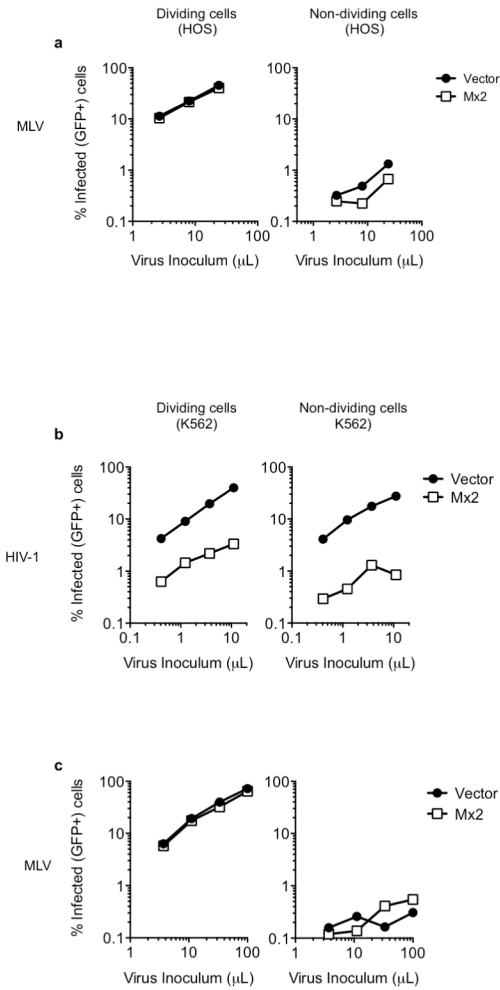 Dividing cells
(HOS)
Non-dividing cells
(HOS)
a
MLV
% Infected (GFP+) cells
100
10
1
0.1
1
10
100
Virus Inoculum (μL)
100
10
1
0.1
1
10
100
Virus Inoculum (μL)
Vector
Mx2
Dividing cells
(K562)
Non-dividing cells
K562)
b
HIV-1
% Infected (GFP+) cells
100
10
1
0.1
0.1
1
10
Virus Inoculum (μL)
100
10
1
0.1
0.1
1
10
Virus Inoculum (μL)
Vector
Mx2
c
MLV
% Infected (GFP+) cells
100
10
1
0.1
1
10
100
Virus Inoculum (μL)
100
10
1
0.1
1
10
100
Virus Inoculum (μL)
Vector
Mx2